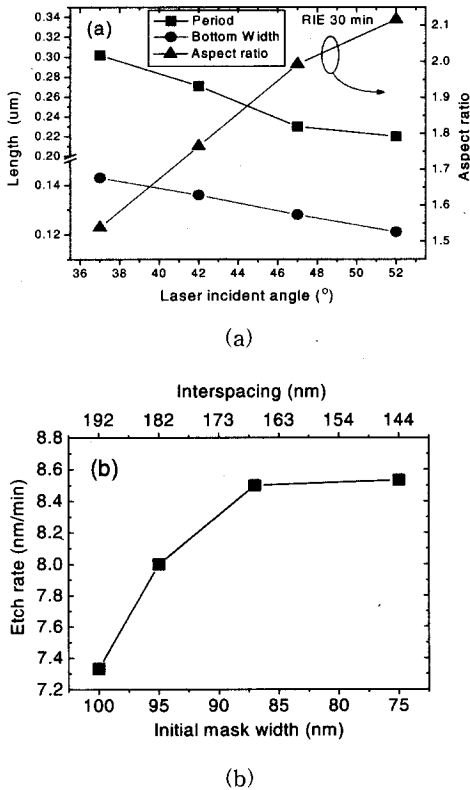 (a)
Period
Bottom Width
Aspect ratio
RIE 30 min
0.34
0.32
0.30
0.28
0.26
0.24
0.22
0.20
0.14
0.12
Length (um)
2.1
2.0
1.9
1.8
1.7
1.6
1.5
Aspect ratio
36 38 40 42 44 46 48 50 52
Laser incident angle (°)
(a)
Interspacing (nm)
192 182 173 163 154 144
(b)
8.8
8.6
8.4
8.2
8.0
7.8
7.6
7.4
7.2
Etch rate (nm/min)
100 95 90 85 80 75
Initial mask width (nm)
(b)